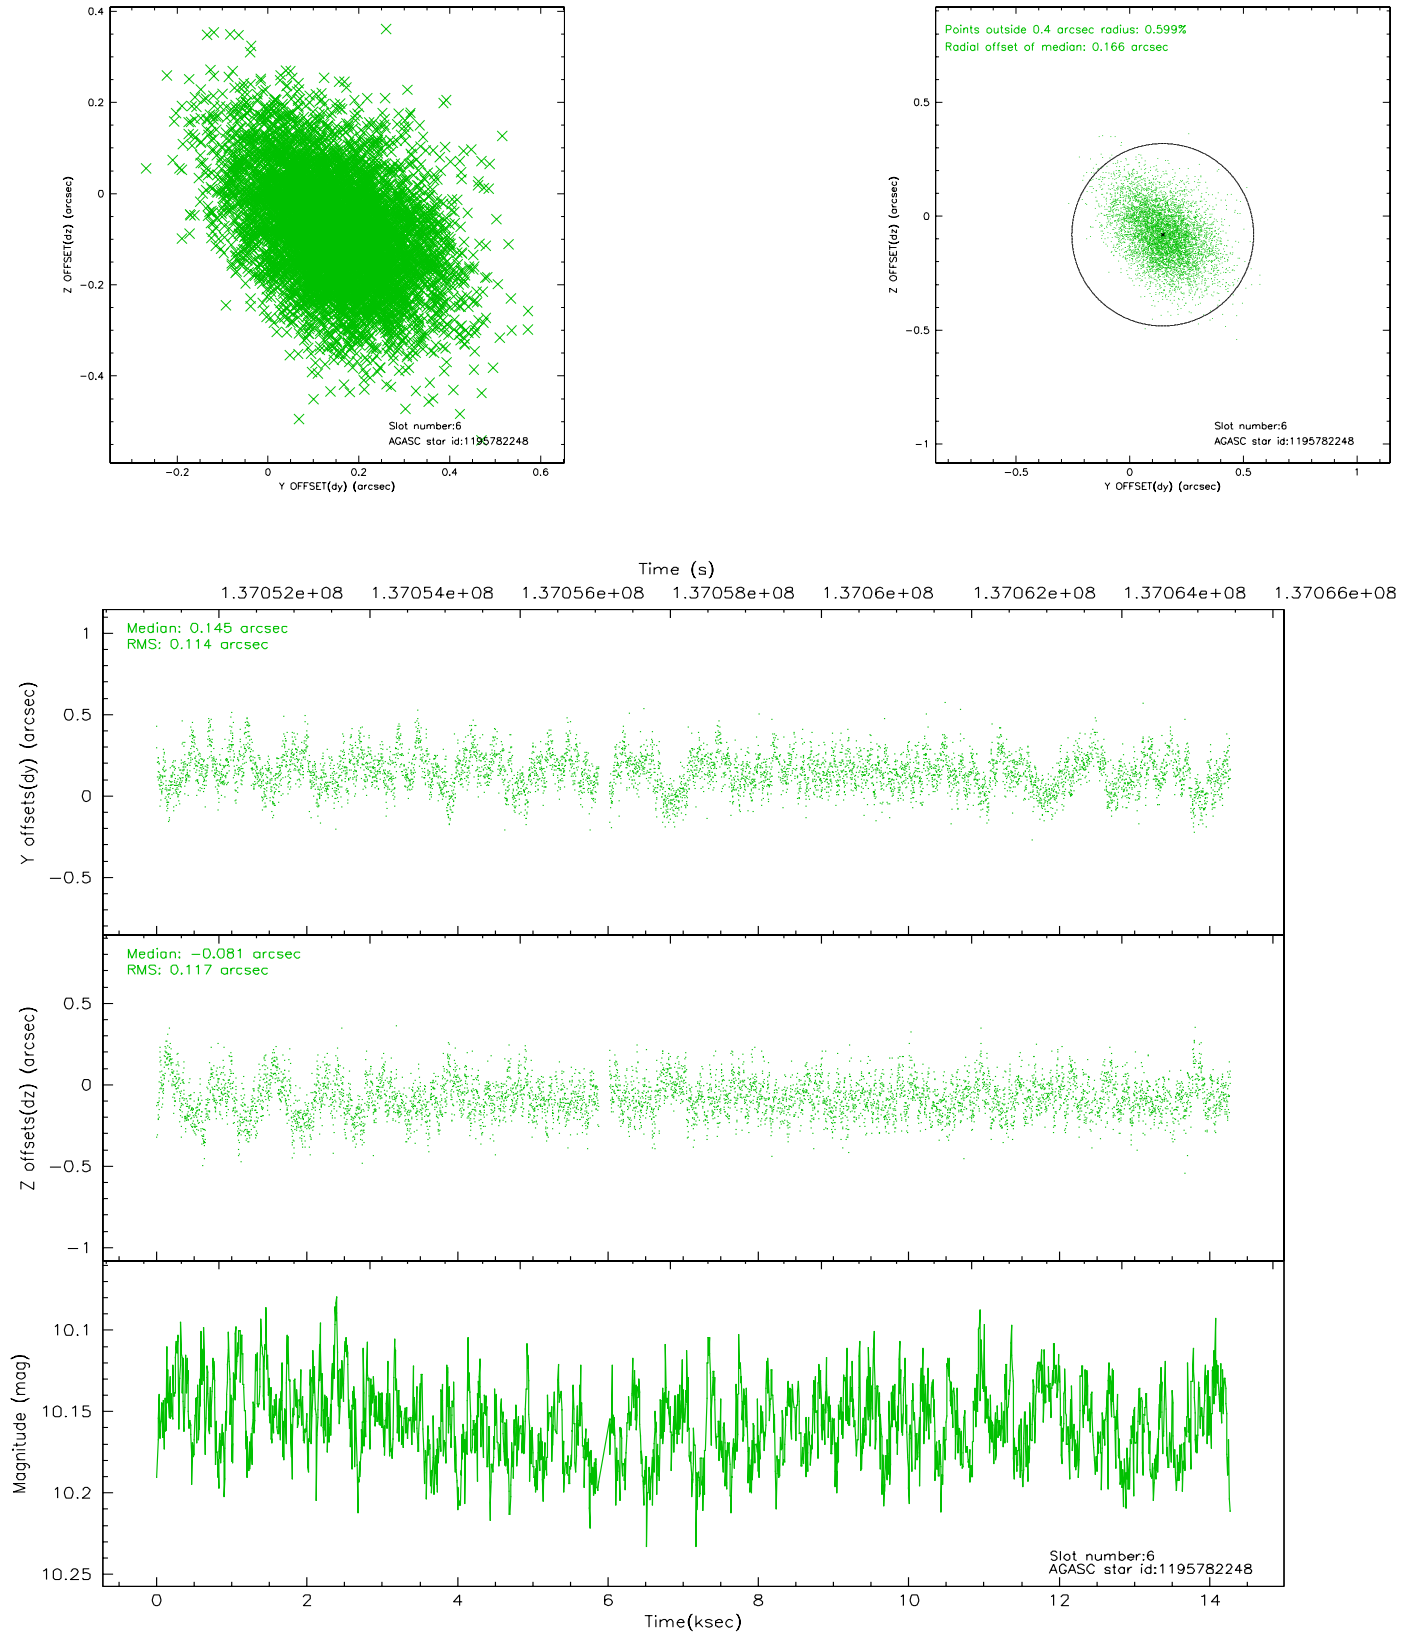 0.4
0.2
0
−0.2
−0.4
Z OFFSET(dz) (arcsec)
Slot number:6
AGASC star id:1195782248
−0.2 0 0.2 0.4 0.6
Y OFFSET(dy) (arcsec)
Points outside 0.4 arcsec radius: 0.599%
Radial offset of median: 0.166 arcsec
0.5
0
−0.5
−1
Z OFFSET(dz) (arcsec)
Slot number:6
AGASC star id:1195782248
−0.5 0 0.5 1
Y OFFSET(dy) (arcsec)
Time (s)
1.37052e+08 1.37054e+08 1.37056e+08 1.37058e+08 1.3706e+08 1.37062e+08 1.37064e+08 1.37066e+08
Median: 0.145 arcsec
RMS: 0.114 arcsec
1
0.5
0
−0.5
Y offsets(dy) (arcsec)
Median: −0.081 arcsec
RMS: 0.117 arcsec
0.5
0
−0.5
−1
Z offsets(dz) (arcsec)
10.1
10.15
10.2
10.25
Magnitude (mag)
Slot number:6
AGASC star id:1195782248
0 2 4 6 8 10 12 14
Time(ksec)